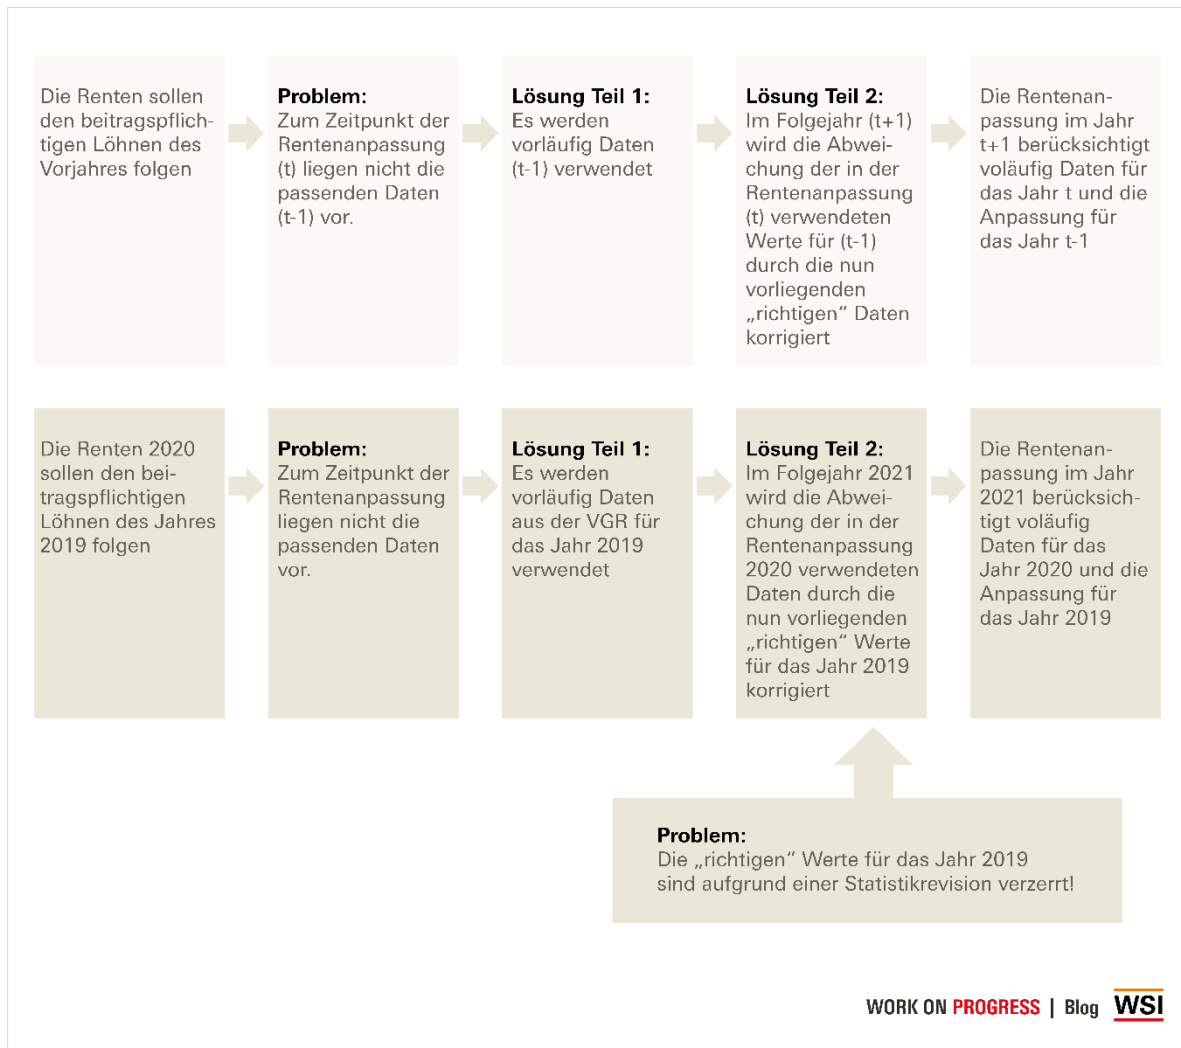 Die Renten sollen
den beitragspflich-
tigen Löhnen des
Vorjahres folgen
Problem:
Zum Zeitpunkt der
Rentenanpassung
(t) liegen nicht die
passenden Daten
(t-1) vor.
Lösung Teil 1:
Es werden
vorläufig Daten
(t-1) verwendet
Lösung Teil 2:
Im Folgejahr (t+1)
wird die Abwei-
chung der in der
Rentenanpassung
(t) verwendeten
Werte für (t-1)
durch die nun
vorliegenden
„richtigen“ Daten
korrigiert
Die Rentenan-
passung im Jahr
t+1 berücksichtigt
voläufig Daten für
das Jahr t und die
Anpassung für
das Jahr t-1
Die Renten 2020
sollen den bei-
tragspflichtigen
Löhnen des Jahres
2019 folgen
Problem:
Zum Zeitpunkt der
Rentenanpassung
liegen nicht die
passenden Daten
vor.
Lösung Teil 1:
Es werden
vorläufig Daten
aus der VGR für
das Jahr 2019
verwendet
Lösung Teil 2:
Im Folgejahr 2021
wird die Abwei-
chung der in der
Rentenanpassung
2020 verwendeten
Daten durch die
nun vorliegenden
„richtigen“ Werte
für das Jahr 2019
korrigiert
Die Rentenan-
passung im Jahr
2021 berücksich-
tigt voläufig
Daten für das
Jahr 2020 und die
Anpassung für
das Jahr 2019
Problem:
Die „richtigen“ Werte für das Jahr 2019
sind aufgrund einer Statistikrevision verzerrt!
WORK ON PROGRESS | Blog WSI